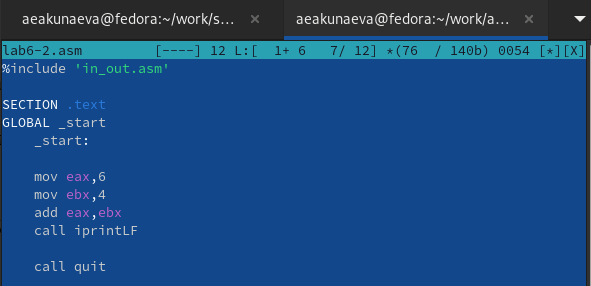 aeakunaeva@fedora:~/work/s... × aeakunaeva@fedora:~/work/a... ×
lab6-2.asm [----] 12 L:[ 1+ 6 7/ 12] *(76 / 140b) 0054 [*][X]
%include 'in_out.asm'
SECTION .text
GLOBAL _start
_start:
mov eax,6
mov ebx,4
add eax,ebx
call iprintLF
call quit